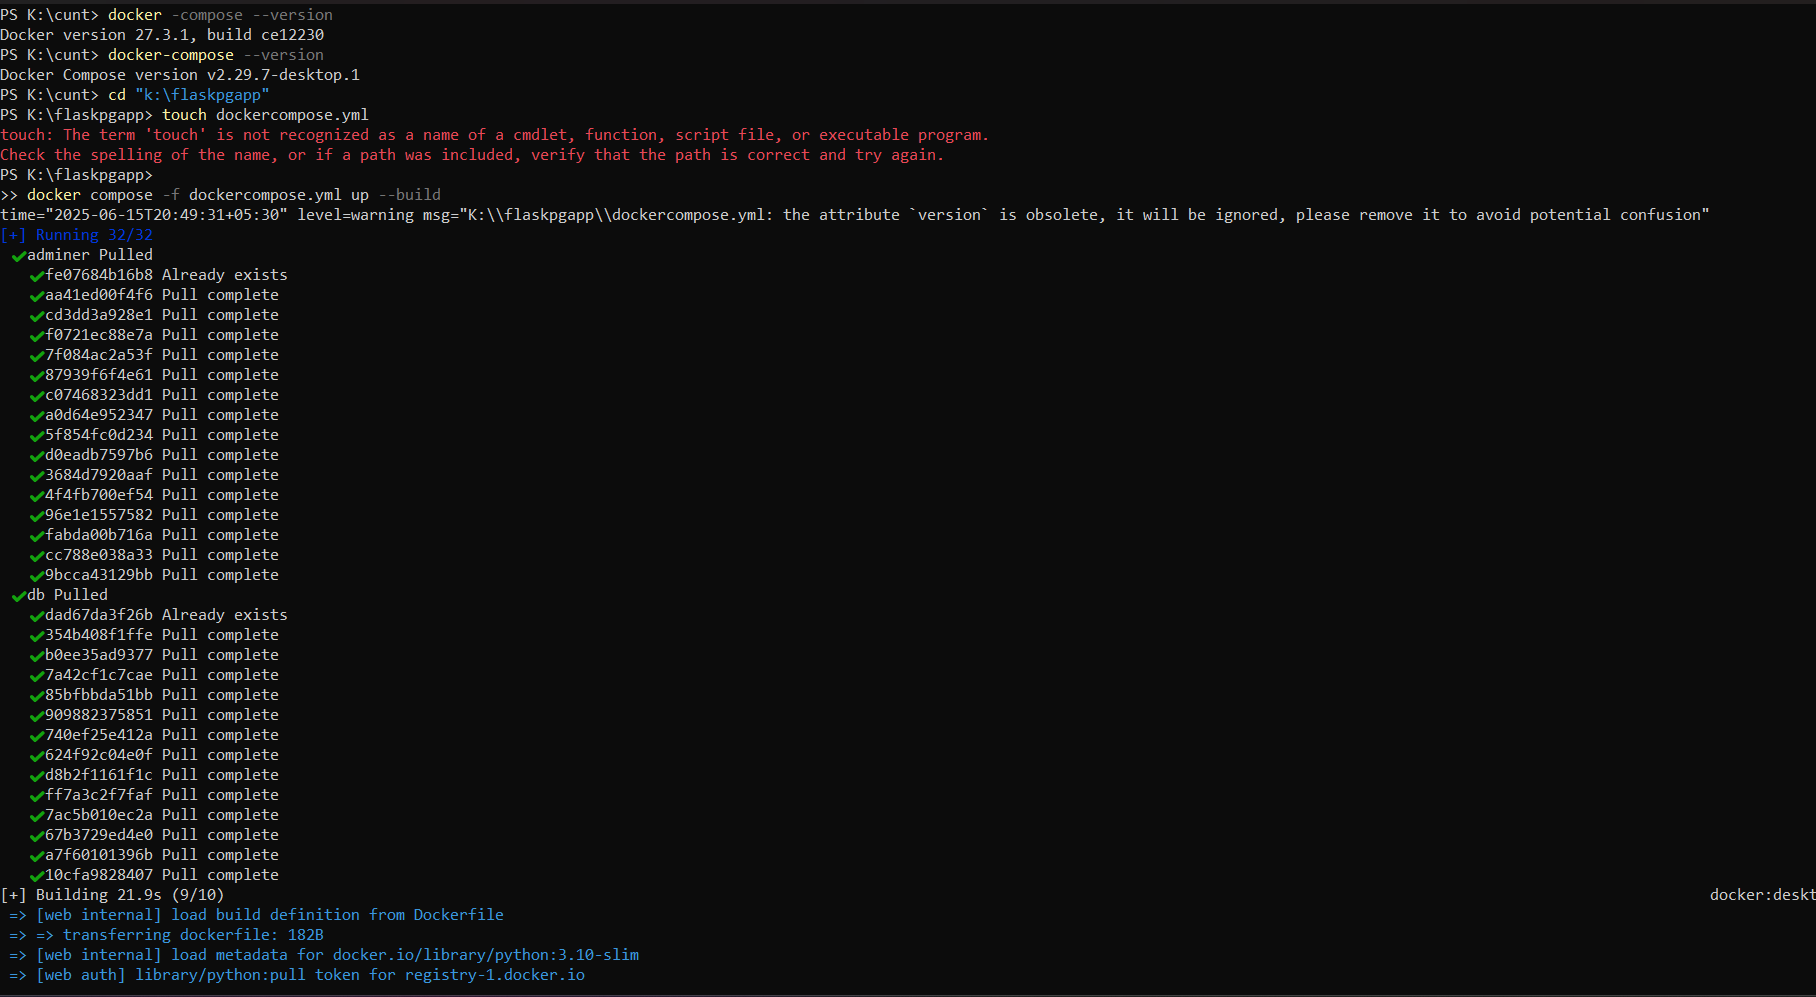 PS K:\cunt> docker -compose --version
Docker version 27.3.1, build ce12230
PS K:\cunt> docker-compose --version
Docker Compose version v2.29.7-desktop.1
PS K:\cunt> cd "k:\flaskpgapp"
PS K:\flaskpgapp> touch dockercompose.yml
touch: The term 'touch' is not recognized as a name of a cmdlet, function, script file, or executable program.
Check the spelling of the name, or if a path was included, verify that the path is correct and try again.
PS K:\flaskpgapp>
>> docker compose -f dockercompose.yml up --build
time="2025-06-15T20:49:31+05:30" level=warning msg="K:\\flaskpgapp\\dockercompose.yml: the attribute `version` is obsolete, it will be ignored, please remove it to avoid potential confusion"
[+] Running 32/32
✔adminer Pulled
✔fe07684b16b8 Already exists
✔aa41ed00f4f6 Pull complete
✔cd3dd3a928e1 Pull complete
✔f0721ec88e7a Pull complete
✔7f084ac2a53f Pull complete
✔87939f6f4e61 Pull complete
✔c07468323dd1 Pull complete
✔a0d64e952347 Pull complete
✔5f854fc0d234 Pull complete
✔d0eadb7597b6 Pull complete
✔3684d7920aaf Pull complete
✔4f4fb700ef54 Pull complete
✔96e1e1557582 Pull complete
✔fabda00b716a Pull complete
✔cc788e038a33 Pull complete
✔9bcca43129bb Pull complete
✔db Pulled
✔dad67da3f26b Already exists
✔354b408f1ffe Pull complete
✔b0ee35ad9377 Pull complete
✔7a42cf1c7cae Pull complete
✔85bfbbda51bb Pull complete
✔909882375851 Pull complete
✔740ef25e412a Pull complete
✔624f92c04e0f Pull complete
✔d8b2f1161f1c Pull complete
✔ff7a3c2f7faf Pull complete
✔7ac5b010ec2a Pull complete
✔67b3729ed4e0 Pull complete
✔a7f60101396b Pull complete
✔10cfa9828407 Pull complete
[+] Building 21.9s (9/10) docker:deskt
=> [web internal] load build definition from Dockerfile
=> => transferring dockerfile: 182B
=> [web internal] load metadata for docker.io/library/python:3.10-slim
=> [web auth] library/python:pull token for registry-1.docker.io